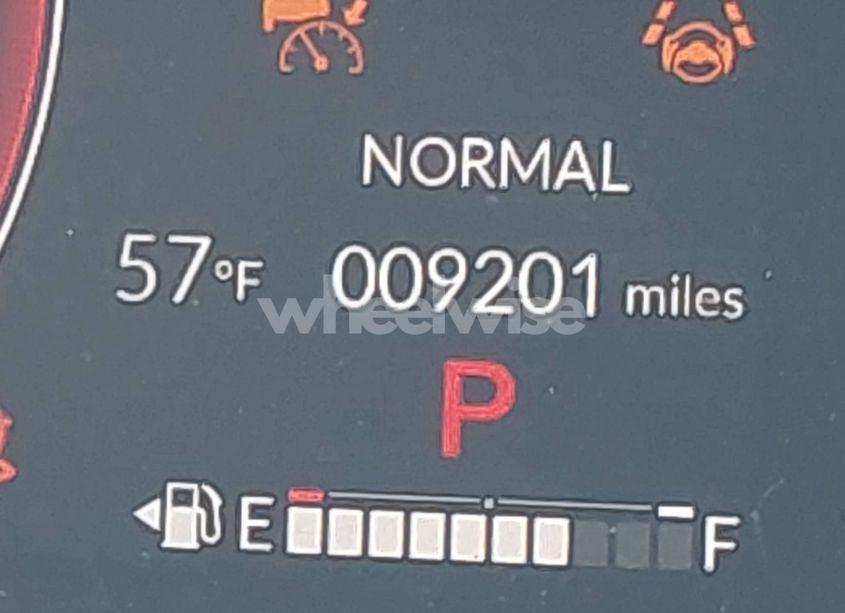 NORMAL
57°F 009201 miles
wheelwise
P
E F